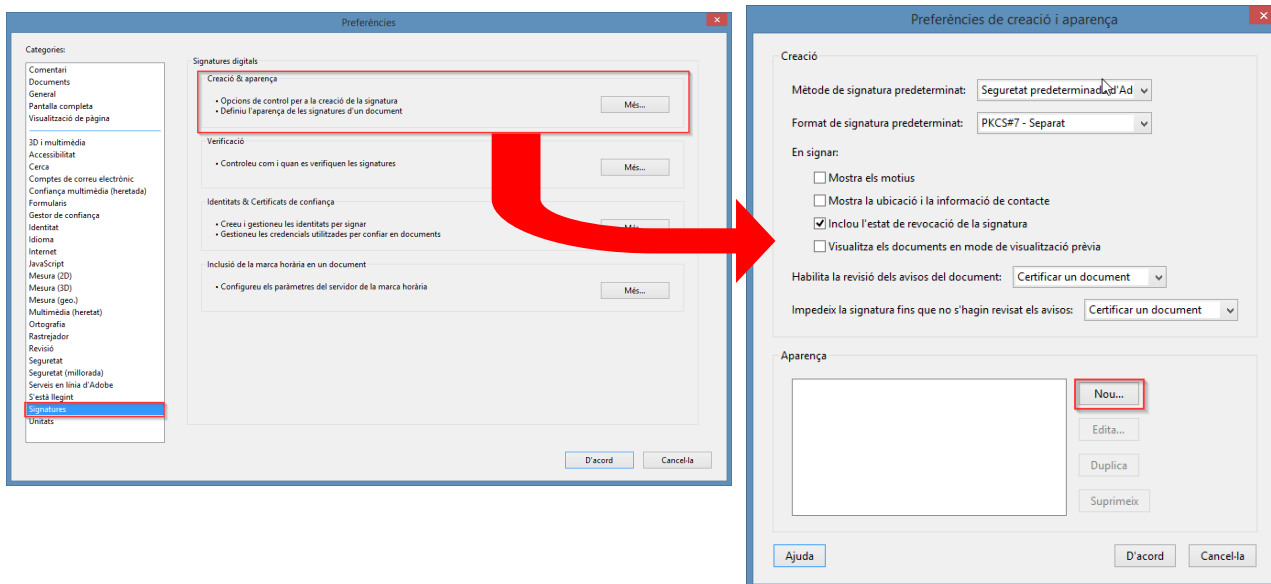 Preferències
Categories:
Comentari
Documents
General
Pantalla completa
Visualització de pàgina
3D i multimèdia
Accessibilitat
Cerca
Comptes de correu electrònic
Confiança multimèdia (heretada)
Formularis
Gestor de confiança
Identitat
Idioma
Internet
JavaScript
Mesura (2D)
Mesura (3D)
Mesura (geo.)
Multimèdia (heretat)
Ortografia
Rastrejador
Revisió
Seguretat
Seguretat (millorada)
Serveis en línia d'Adobe
S'està llegint
Signatures
Unitats
Signatures digitals
Creació & aparença
• Opcions de control per a la creació de la signatura
• Definiu l'aparença de les signatures d'un document
Més...
Verificació
• Controleu com i quan es verifiquen les signatures
Més...
Identitats & Certificats de confiança
• Creeu i gestioneu les identitats per signar
• Gestioneu les credencials utilitzades per confiar en documents
Més...
Inclusió de la marca horària en un document
• Configureu els paràmetres del servidor de la marca horària
Més...
D'acord
Cancel·la
Preferències de creació i aparença
Creació
Mètode de signatura predeterminat:
Seguretat predeterminada d'Ad
Format de signatura predeterminat:
PKCS#7 - Separat
En signar:
Mostra els motius
Mostra la ubicació i la informació de contacte
Inclou l'estat de revocació de la signatura
Visualitza els documents en mode de visualització prèvia
Habilita la revisió dels avisos del document:
Certificar un document
Impedeix la signatura fins que no s'hagin revisat els avisos:
Certificar un document
Aparença
Nou...
Edita...
Duplica
Suprimeix
Ajuda
D'acord
Cancel·la